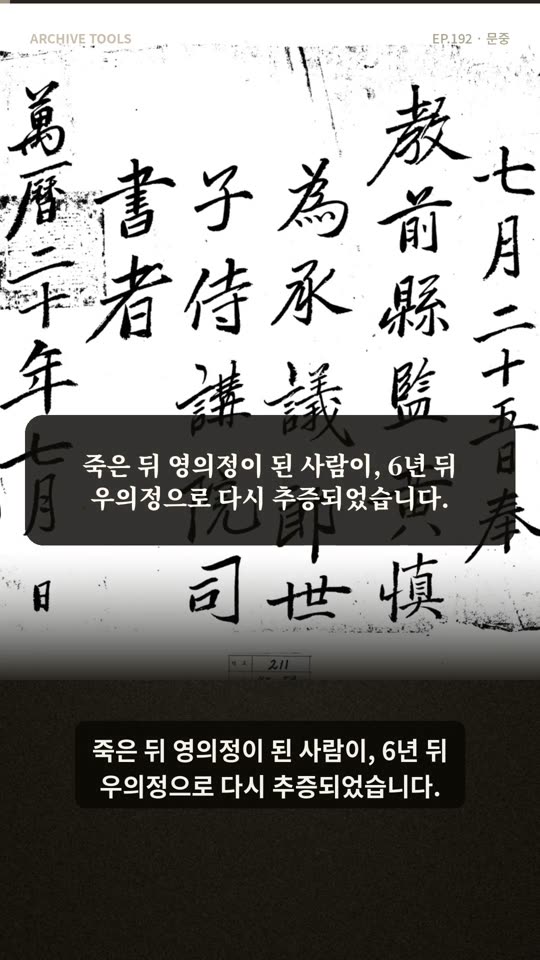 ARCHIVE TOOLS
EP.192 · 문중
七月二十五日奉
教前縣監黃愼
為承議郞世
子侍講院司
書者
萬曆二十年七月 日
죽은 뒤 영의정이 된 사람이, 6년 뒤
우의정으로 다시 추증되었습니다.
211
죽은 뒤 영의정이 된 사람이, 6년 뒤
우의정으로 다시 추증되었습니다.